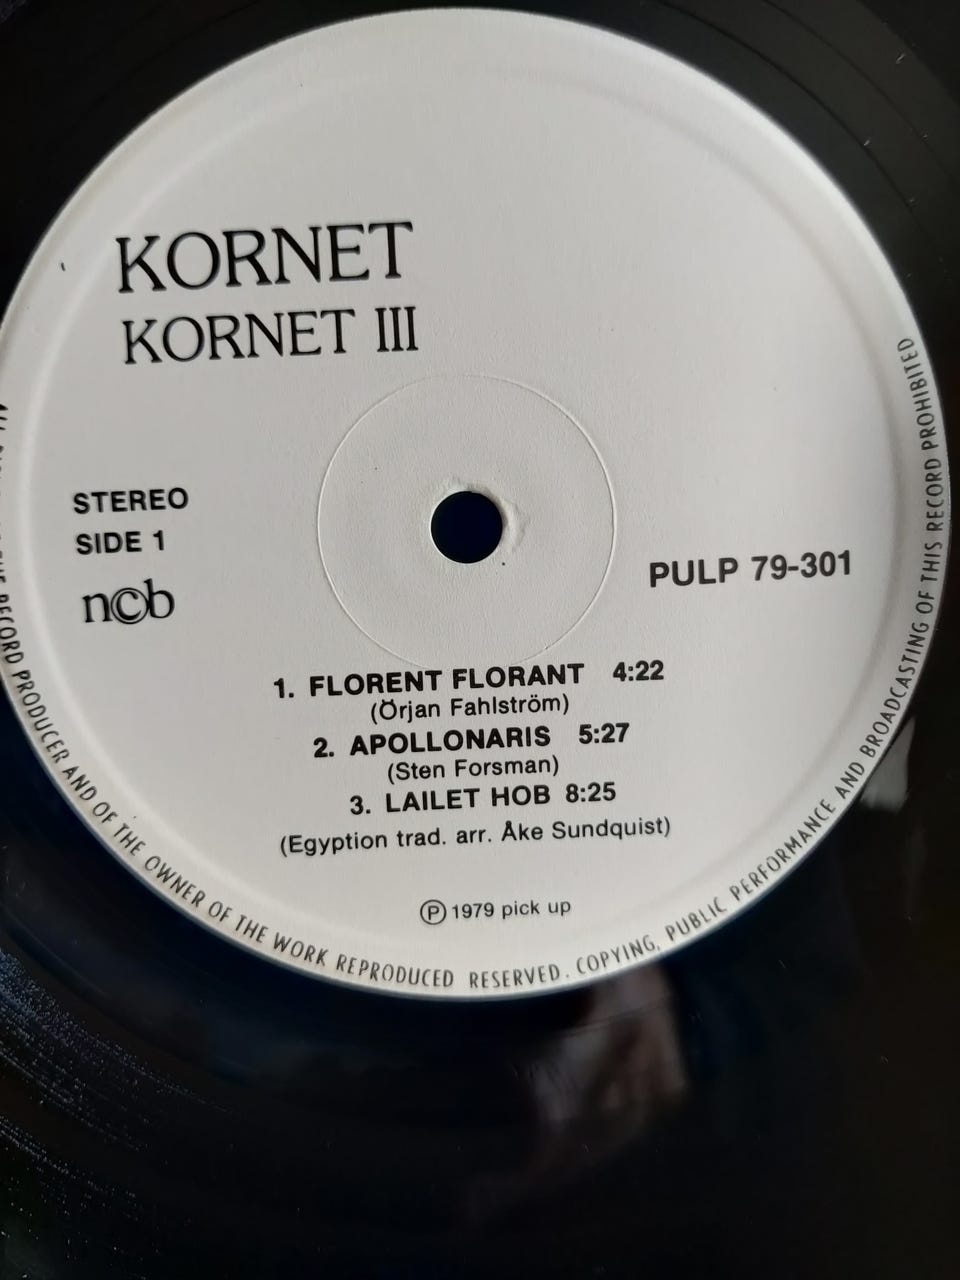 KORNET
KORNET III
STEREO
SIDE 1
n©b
PULP 79-301
1. FLORENT FLORANT 4:22
(Örjan Fahlström)
2. APOLLONARIS 5:27
(Sten Forsman)
3. LAILET HOB 8:25
(Egyption trad. arr. Åke Sundquist)
Ⓟ 1979 pick up
RECORD PRODUCER AND OF THE OWNER OF THE WORK REPRODUCED RESERVED. COPYING, PUBLIC PERFORMANCE AND BROADCASTING OF THIS RECORD PROHIBITED